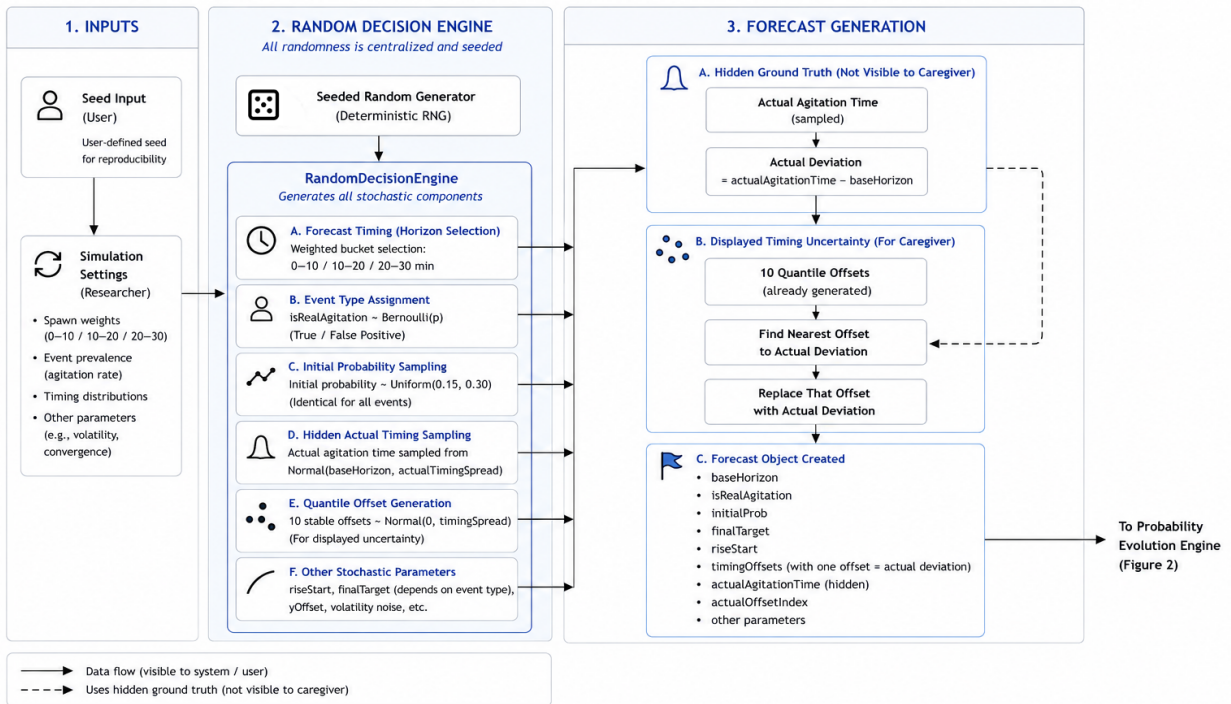 1. INPUTS
Seed Input
(User)
User-defined seed
for reproducibility
Simulation
Settings
(Researcher)
• Spawn weights
(0–10 / 10–20 / 20–30)
• Event prevalence
(agitation rate)
• Timing distributions
• Other parameters
(e.g., volatility,
convergence)
2. RANDOM DECISION ENGINE
All randomness is centralized and seeded
Seeded Random Generator
(Deterministic RNG)
RandomDecisionEngine
Generates all stochastic components
A. Forecast Timing (Horizon Selection)
Weighted bucket selection:
0–10 / 10–20 / 20–30 min
B. Event Type Assignment
isRealAgitation ~ Bernoulli(p)
(True / False Positive)
C. Initial Probability Sampling
Initial probability ~ Uniform(0.15, 0.30)
(Identical for all events)
D. Hidden Actual Timing Sampling
Actual agitation time sampled from
Normal(baseHorizon, actualTimingSpread)
E. Quantile Offset Generation
10 stable offsets ~ Normal(0, timingSpread)
(For displayed uncertainty)
F. Other Stochastic Parameters
riseStart, finalTarget (depends on event type),
yOffset, volatility noise, etc.
3. FORECAST GENERATION
A. Hidden Ground Truth (Not Visible to Caregiver)
Actual Agitation Time
(sampled)
Actual Deviation
= actualAgitationTime − baseHorizon
B. Displayed Timing Uncertainty (For Caregiver)
10 Quantile Offsets
(already generated)
Find Nearest Offset
to Actual Deviation
Replace That Offset
with Actual Deviation
C. Forecast Object Created
• baseHorizon
• isRealAgitation
• initialProb
• finalTarget
• riseStart
• timingOffsets (with one offset = actual deviation)
• actualAgitationTime (hidden)
• actualOffsetIndex
• other parameters
To Probability
Evolution Engine
(Figure 2)
Data flow (visible to system / user)
Uses hidden ground truth (not visible to caregiver)